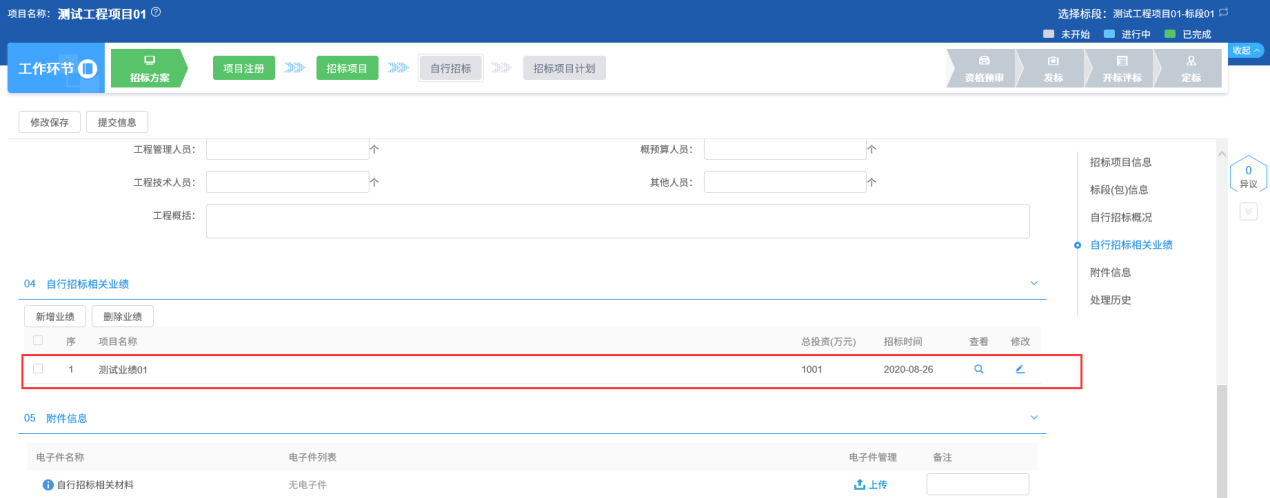 项目名称： 测试工程项目01
选择标段：测试工程项目01-标段01
未开始 进行中 已完成
工作环节 招标方案 项目注册 招标项目 自行招标 招标项目计划 资格预审 发标 开标评标 定标 收起
修改保存 提交信息
工程管理人员： 个 概预算人员： 个
工程技术人员： 个 其他人员： 个
工程概括：
04 自行招标相关业绩
新增业绩 删除业绩
序 项目名称 总投资(万元) 招标时间 查看 修改
1 测试业绩01 1001 2020-08-26
05 附件信息
电子件名称 电子件列表 电子件管理 备注
自行招标相关材料 无电子件 上传
招标项目信息
标段(包)信息
自行招标概况
自行招标相关业绩
附件信息
处理历史
0
异议